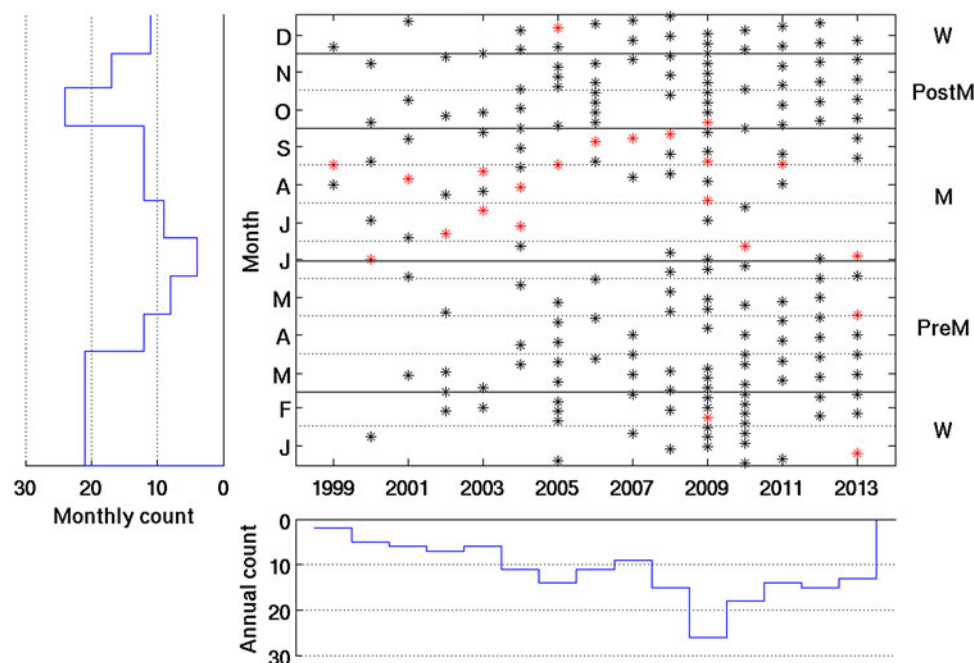 D
N
O
S
A
J
J
M
A
M
F
J
Month
W
PostM
M
PreM
W
30 20 10 0
Monthly count
1999 2001 2003 2005 2007 2009 2011 2013
0
10
20
30
Annual count